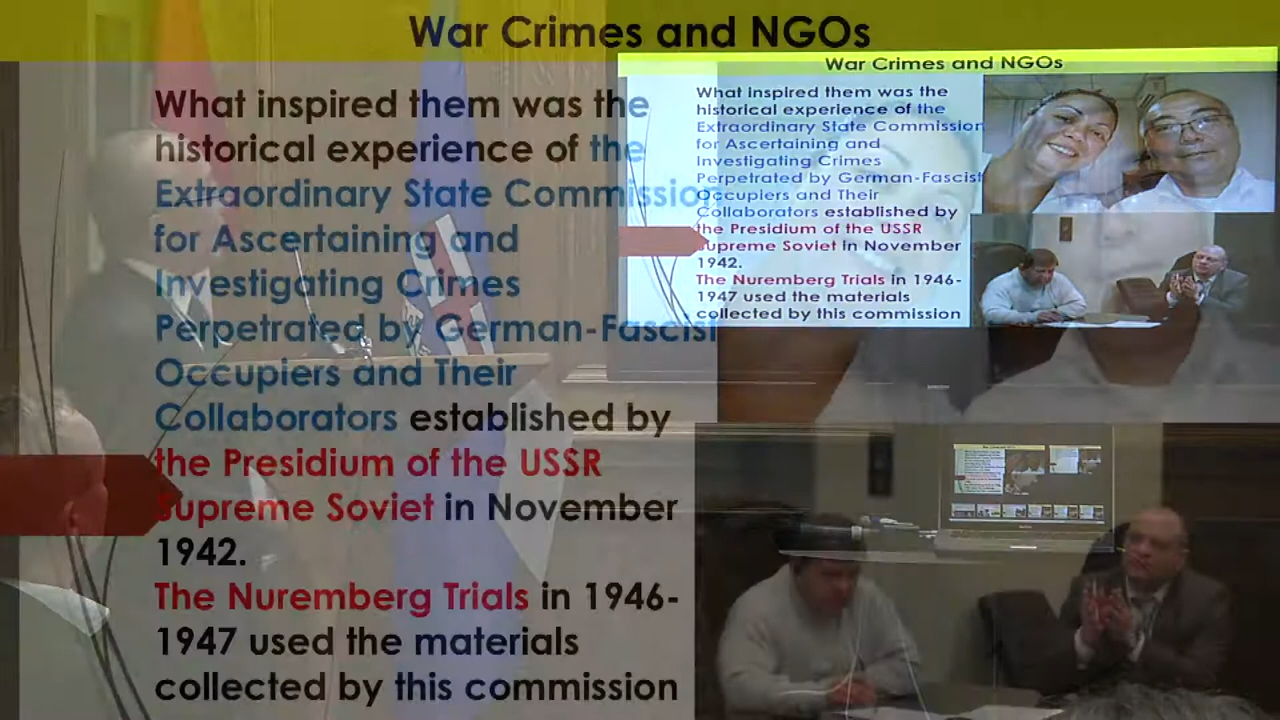 War Crimes and NGOs
What inspired them was the
historical experience of the
Extraordinary State Commission
for Ascertaining and
Investigating Crimes
Perpetrated by German-Fascist
Occupiers and Their
Collaborators established by
the Presidium of the USSR
Supreme Soviet in November
1942.
The Nuremberg Trials in 1946-
1947 used the materials
collected by this commission
War Crimes and NGOs
What inspired them was the
historical experience of the
Extraordinary State Commission
for Ascertaining and
Investigating Crimes
Perpetrated by German-Fascist
Occupiers and Their
Collaborators established by
the Presidium of the USSR
Supreme Soviet in November
1942.
The Nuremberg Trials in 1946-
1947 used the materials
collected by this commission